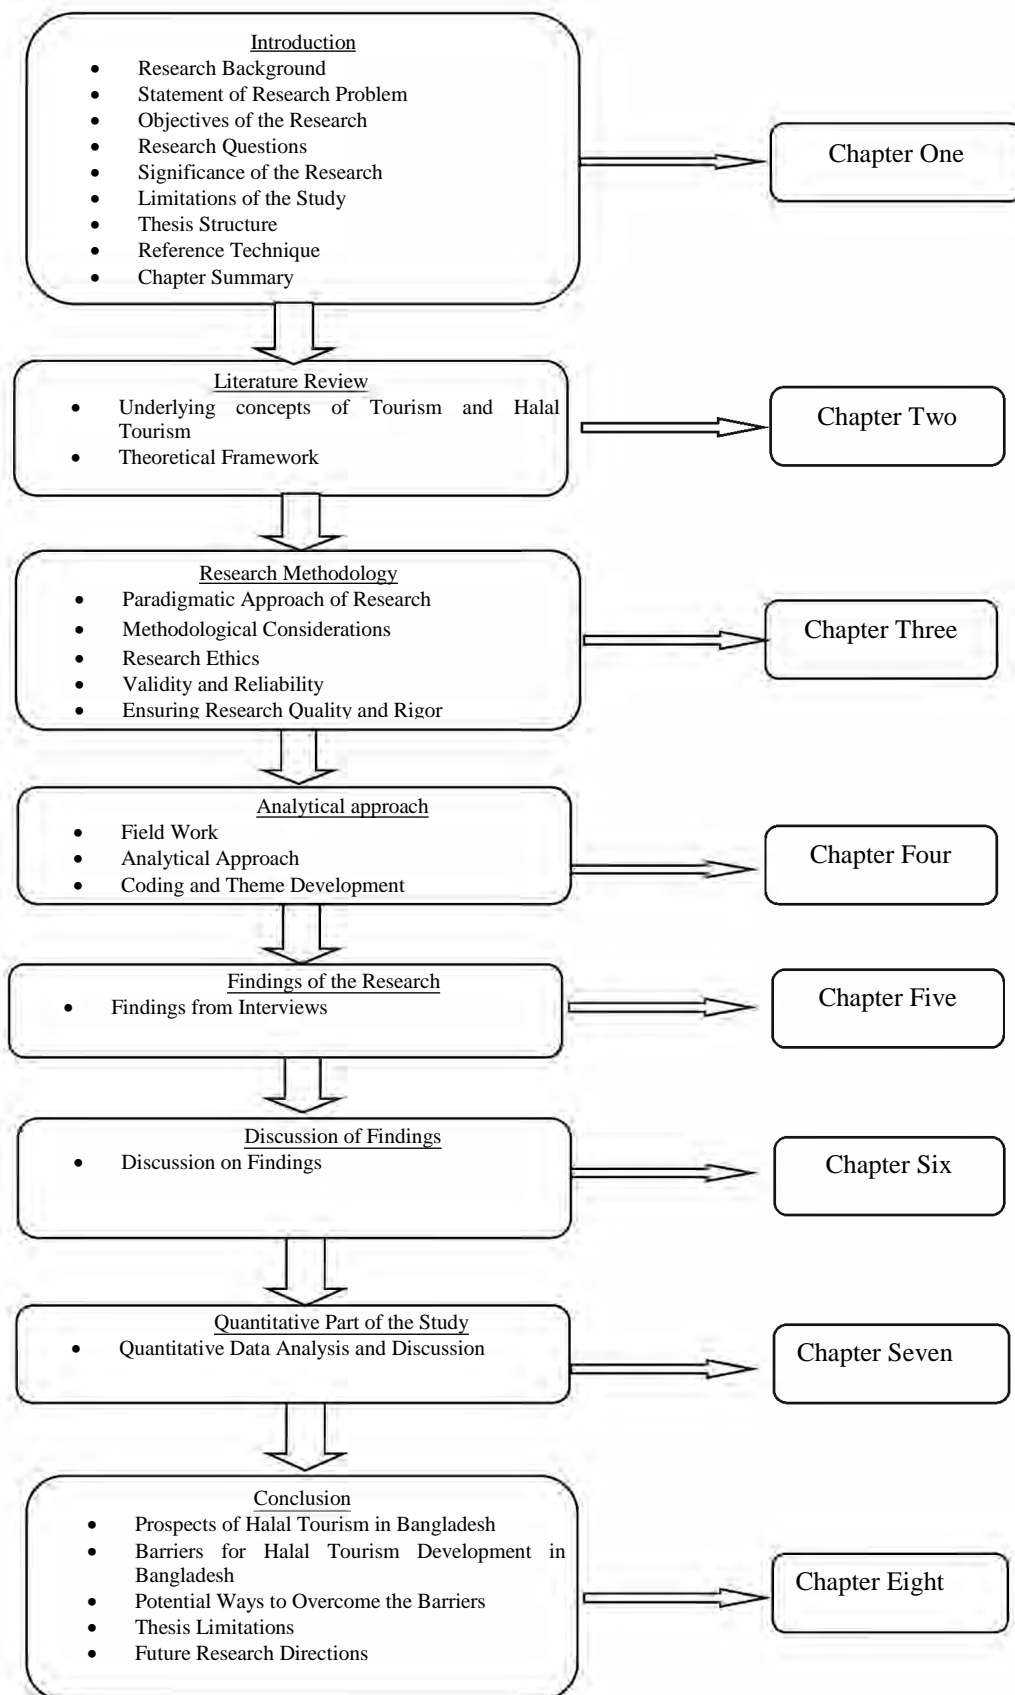 Introduction
• Research Background
• Statement of Research Problem
• Objectives of the Research
• Research Questions
• Significance of the Research
• Limitations of the Study
• Thesis Structure
• Reference Technique
• Chapter Summary
Chapter One
Literature Review
• Underlying concepts of Tourism and Halal
Tourism
• Theoretical Framework
Chapter Two
Research Methodology
• Paradigmatic Approach of Research
• Methodological Considerations
• Research Ethics
• Validity and Reliability
• Ensuring Research Quality and Rigor
Chapter Three
Analytical approach
• Field Work
• Analytical Approach
• Coding and Theme Development
Chapter Four
Findings of the Research
• Findings from Interviews
Chapter Five
Discussion of Findings
• Discussion on Findings
Chapter Six
Quantitative Part of the Study
• Quantitative Data Analysis and Discussion
Chapter Seven
Conclusion
• Prospects of Halal Tourism in Bangladesh
• Barriers for Halal Tourism Development in
Bangladesh
• Potential Ways to Overcome the Barriers
• Thesis Limitations
• Future Research Directions
Chapter Eight